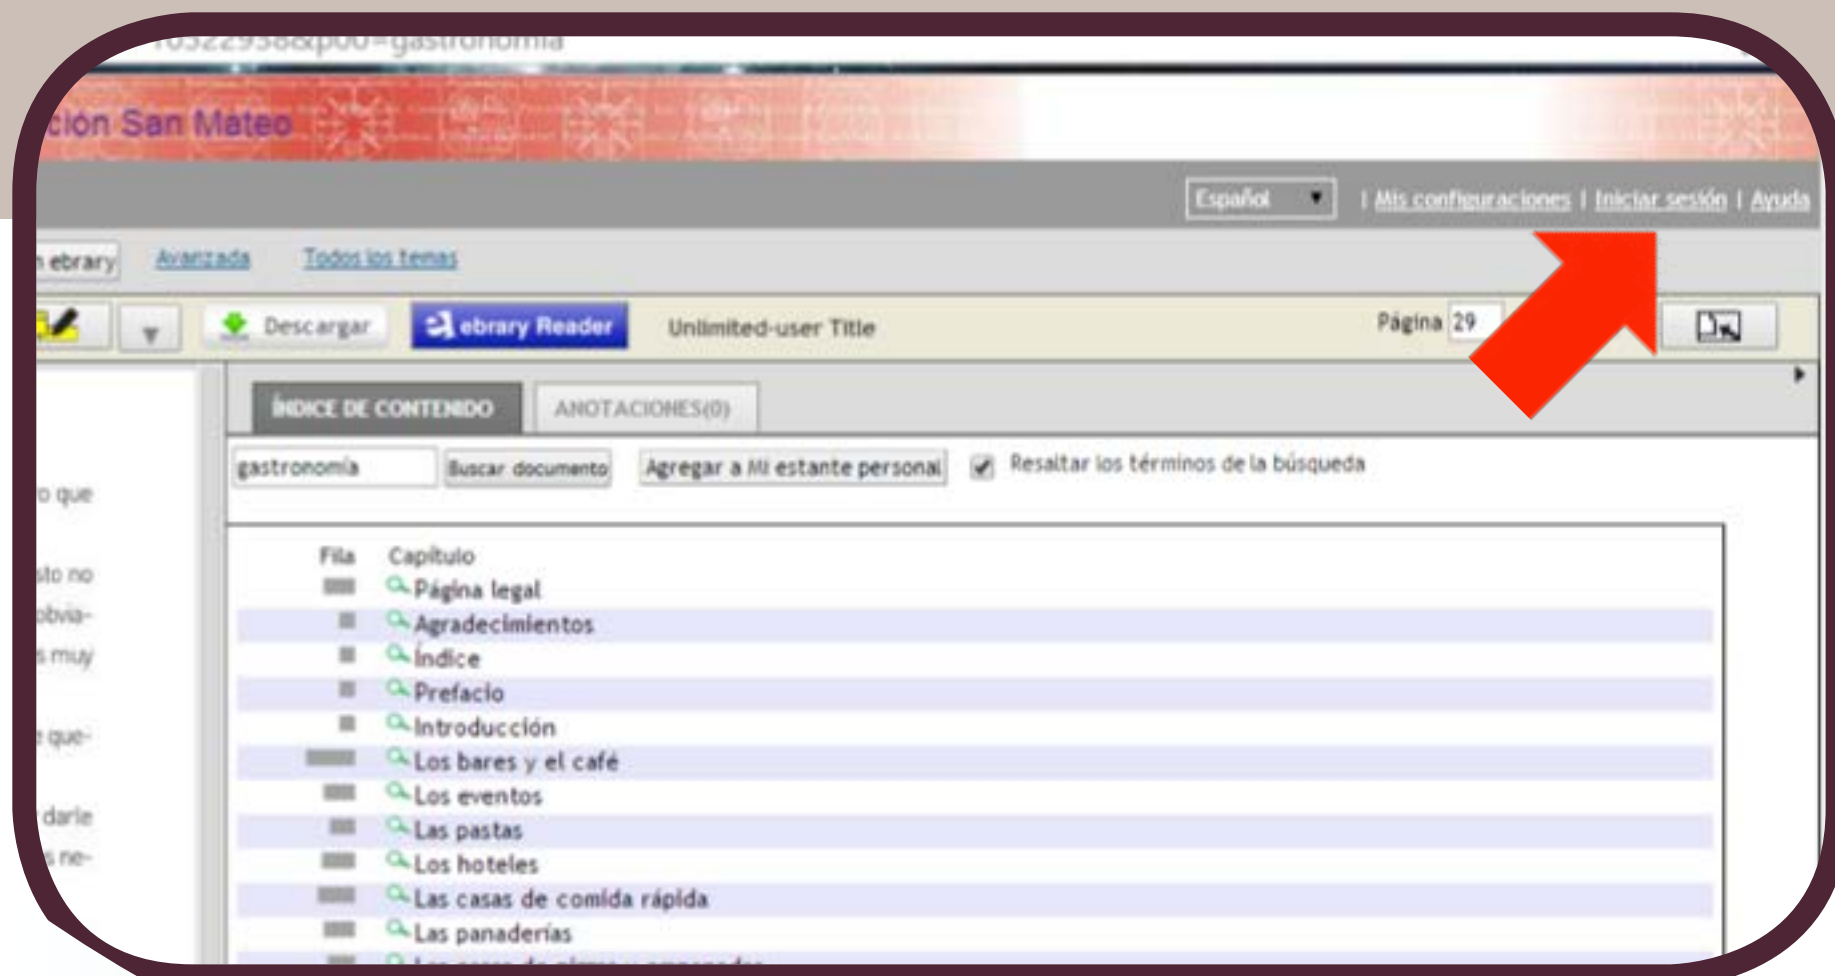 10322938&p00=gastronomia
ción San Mateo
Español | Mis configuraciones | Iniciar sesión | Ayuda
n ebrary Avanzada Todos los temas
Descargar ebrary Reader Unlimited-user Title Página 29
ÍNDICE DE CONTENIDO ANOTACIONES(0)
gastronomía Buscar documento Agregar a Mi estante personal Resaltar los términos de la búsqueda
o que
sto no
obvia-
s muy
e que-
darle
s ne-
Fila Capítulo
Página legal
Agradecimientos
Índice
Prefacio
Introducción
Los bares y el café
Los eventos
Las pastas
Los hoteles
Las casas de comida rápida
Las panaderías